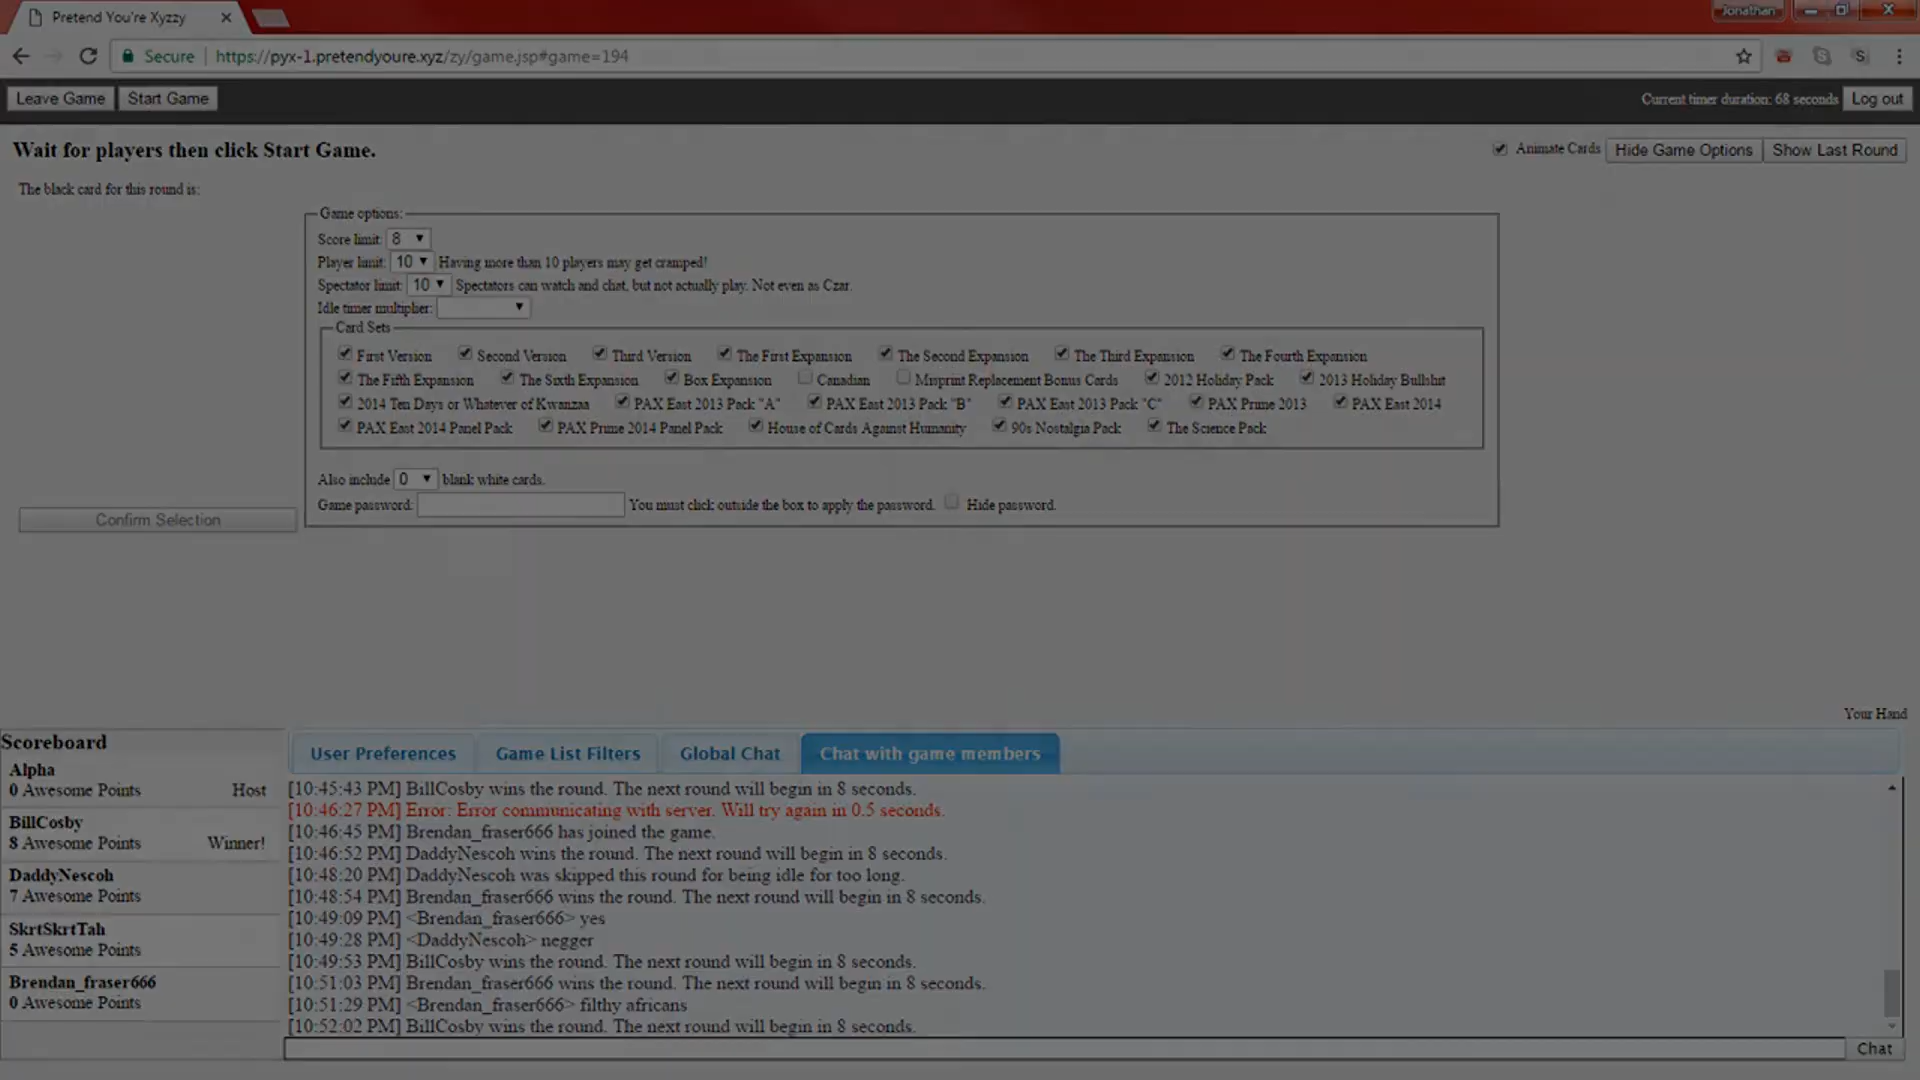 Pretend You're Xyzzy
Jonathan
Secure https://pyx-1.pretendyoure.xyz/zy/game.jsp#game=194
Leave Game Start Game Current timer duration: 68 seconds Log out
Wait for players then click Start Game. Animate Cards Hide Game Options Show Last Round
The black card for this round is:
Game options:
Score limit: 8
Player limit: 10 Having more than 10 players may get cramped!
Spectator limit: 10 Spectators can watch and chat, but not actually play. Not even as Czar.
Idle timer multiplier:
Card Sets
First Version Second Version Third Version The First Expansion The Second Expansion The Third Expansion The Fourth Expansion
The Fifth Expansion The Sixth Expansion Box Expansion Canadian Misprint Replacement Bonus Cards 2012 Holiday Pack 2013 Holiday Bullshit
2014 Ten Days or Whatever of Kwanzaa PAX East 2013 Pack "A" PAX East 2013 Pack "B" PAX East 2013 Pack "C" PAX Prime 2013 PAX East 2014
PAX East 2014 Panel Pack PAX Prime 2014 Panel Pack House of Cards Against Humanity 90s Nostalgia Pack The Science Pack
Also include 0 blank white cards.
Game password: You must click outside the box to apply the password. Hide password.
Confirm Selection
Your Hand
Scoreboard
Alpha
0 Awesome Points Host
BillCosby
8 Awesome Points Winner!
DaddyNescoh
7 Awesome Points
SkrtSkrtTah
5 Awesome Points
Brendan_fraser666
0 Awesome Points
User Preferences Game List Filters Global Chat Chat with game members
[10:45:43 PM] BillCosby wins the round. The next round will begin in 8 seconds.
[10:46:27 PM] Error: Error communicating with server. Will try again in 0.5 seconds.
[10:46:45 PM] Brendan_fraser666 has joined the game.
[10:46:52 PM] DaddyNescoh wins the round. The next round will begin in 8 seconds.
[10:48:20 PM] DaddyNescoh was skipped this round for being idle for too long.
[10:48:54 PM] Brendan_fraser666 wins the round. The next round will begin in 8 seconds.
[10:49:09 PM] <Brendan_fraser666> yes
[10:49:28 PM] <DaddyNescoh> negger
[10:49:53 PM] BillCosby wins the round. The next round will begin in 8 seconds.
[10:51:03 PM] Brendan_fraser666 wins the round. The next round will begin in 8 seconds.
[10:51:29 PM] <Brendan_fraser666> filthy africans
[10:52:02 PM] BillCosby wins the round. The next round will begin in 8 seconds.
Chat